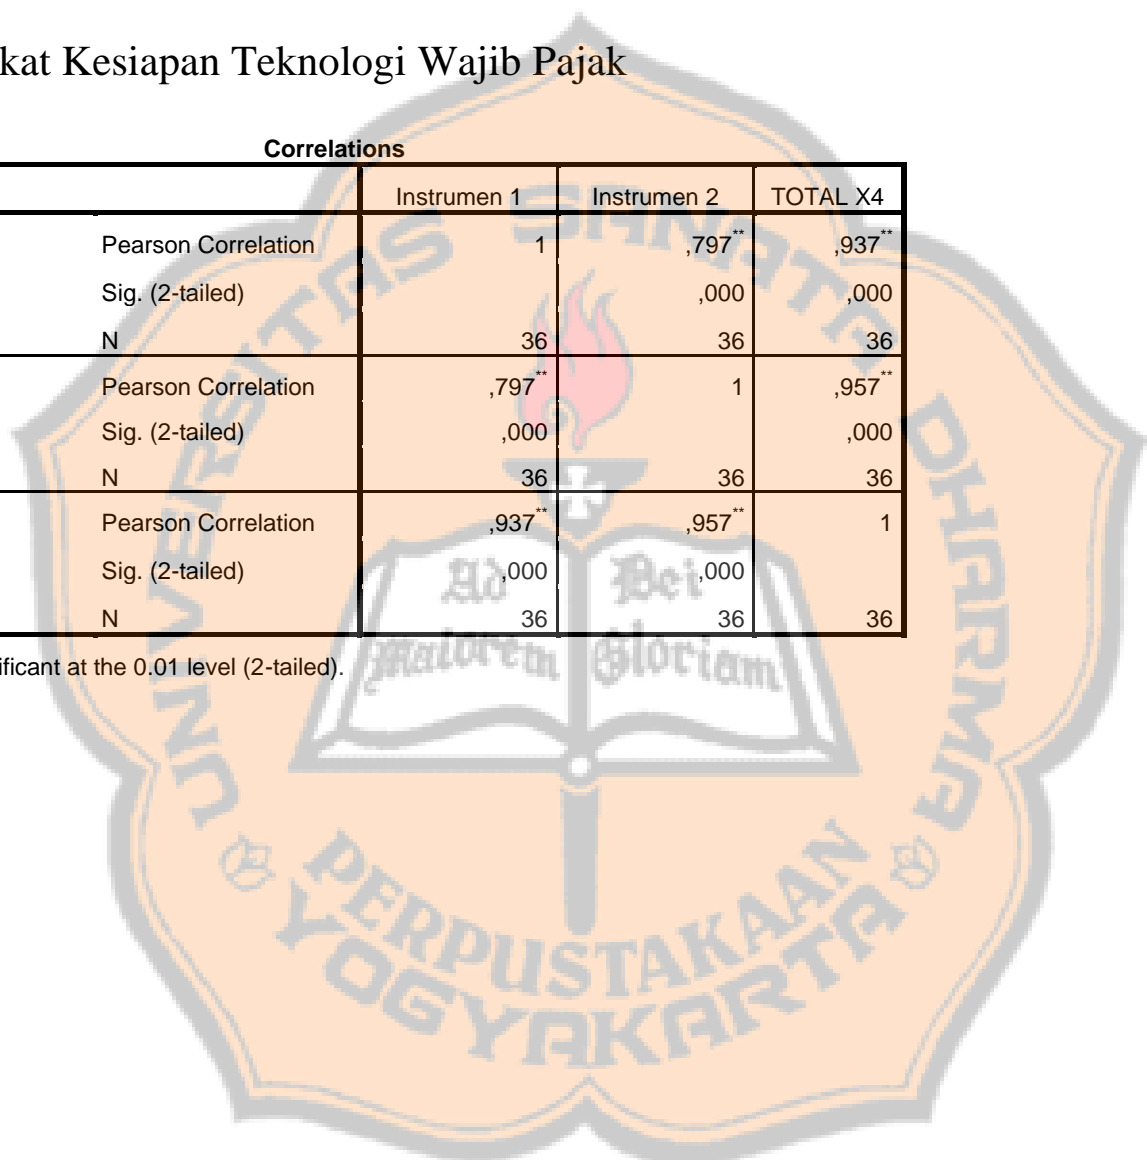 kat Kesiapan Teknologi Wajib Pajak
Correlations
Instrumen 1 Instrumen 2 TOTAL X4
Pearson Correlation 1 ,797** ,937**
Sig. (2-tailed) ,000 ,000
N 36 36 36
Pearson Correlation ,797** 1 ,957**
Sig. (2-tailed) ,000 ,000
N 36 36 36
Pearson Correlation ,937** ,957** 1
Sig. (2-tailed) ,000 ,000
N 36 36 36
ificant at the 0.01 level (2-tailed).
UNIVERSITAS SANATA DHARMA
Ad Dei
Maiorem Gloriam
PERPUSTAKAAN
YOGYAKARTA